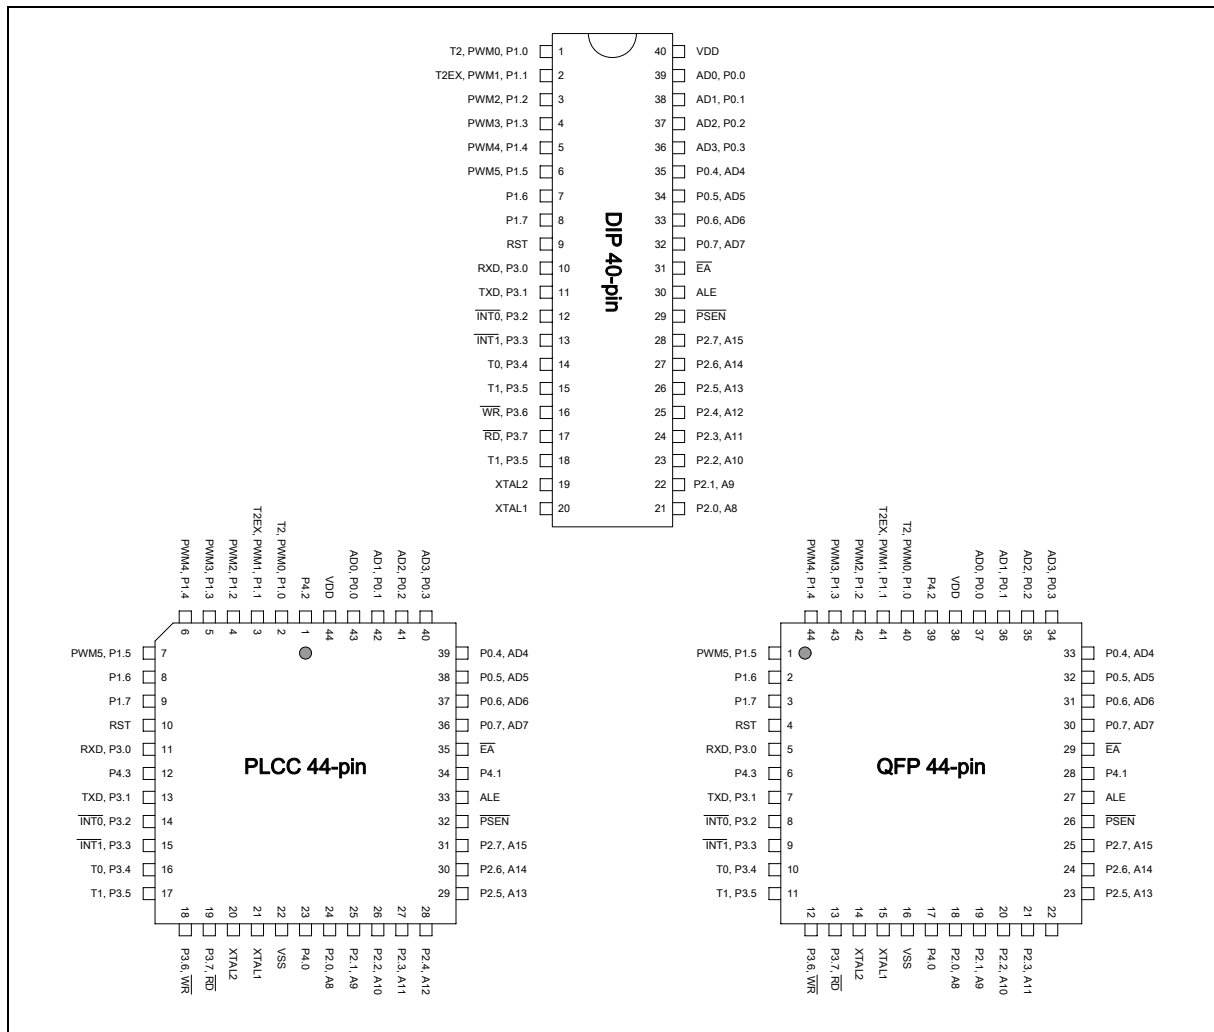 T2, PWM0, P1.0 1 40 VDD
T2EX, PWM1, P1.1 2 39 AD0, P0.0
PWM2, P1.2 3 38 AD1, P0.1
PWM3, P1.3 4 37 AD2, P0.2
PWM4, P1.4 5 36 AD3, P0.3
PWM5, P1.5 6 35 P0.4, AD4
P1.6 7 34 P0.5, AD5
P1.7 8 33 P0.6, AD6
RST 9 32 P0.7, AD7
RXD, P3.0 10 31 EA
TXD, P3.1 11 30 ALE
INT0, P3.2 12 29 PSEN
INT1, P3.3 13 28 P2.7, A15
T0, P3.4 14 27 P2.6, A14
T1, P3.5 15 26 P2.5, A13
WR, P3.6 16 25 P2.4, A12
RD, P3.7 17 24 P2.3, A11
T1, P3.5 18 23 P2.2, A10
XTAL2 19 22 P2.1, A9
XTAL1 20 21 P2.0, A8
DIP 40-pin
PWM4, P1.4
PWM3, P1.3
PWM2, P1.2
T2EX, PWM1, P1.1
T2, PWM0, P1.0
P4.2
VDD
AD0, P0.0
AD1, P0.1
AD2, P0.2
AD3, P0.3
6 5 4 3 2 1 44 43 42 41 40
PWM5, P1.5 7 39 P0.4, AD4
P1.6 8 38 P0.5, AD5
P1.7 9 37 P0.6, AD6
RST 10 36 P0.7, AD7
RXD, P3.0 11 35 EA
P4.3 12 34 P4.1
TXD, P3.1 13 33 ALE
INT0, P3.2 14 32 PSEN
INT1, P3.3 15 31 P2.7, A15
T0, P3.4 16 30 P2.6, A14
T1, P3.5 17 29 P2.5, A13
PLCC 44-pin
18 19 20 21 22 23 24 25 26 27 28
P3.6, WR
P3.7, RD
XTAL2
XTAL1
VSS
P4.0
P2.0, A8
P2.1, A9
P2.2, A10
P2.3, A11
P2.4, A12
PWM4, P1.4
PWM3, P1.3
PWM2, P1.2
T2EX, PWM1, P1.1
T2, PWM0, P1.0
P4.2
VDD
AD0, P0.0
AD1, P0.1
AD2, P0.2
AD3, P0.3
44 43 42 41 40 39 38 37 36 35 34
PWM5, P1.5 1 33 P0.4, AD4
P1.6 2 32 P0.5, AD5
P1.7 3 31 P0.6, AD6
RST 4 30 P0.7, AD7
RXD, P3.0 5 29 EA
P4.3 6 28 P4.1
TXD, P3.1 7 27 ALE
INT0, P3.2 8 26 PSEN
INT1, P3.3 9 25 P2.7, A15
T0, P3.4 10 24 P2.6, A14
T1, P3.5 11 23 P2.5, A13
QFP 44-pin
12 13 14 15 16 17 18 19 20 21 22
P3.6, WR
P3.7, RD
XTAL2
XTAL1
VSS
P4.0
P2.0, A8
P2.1, A9
P2.2, A10
P2.3, A11